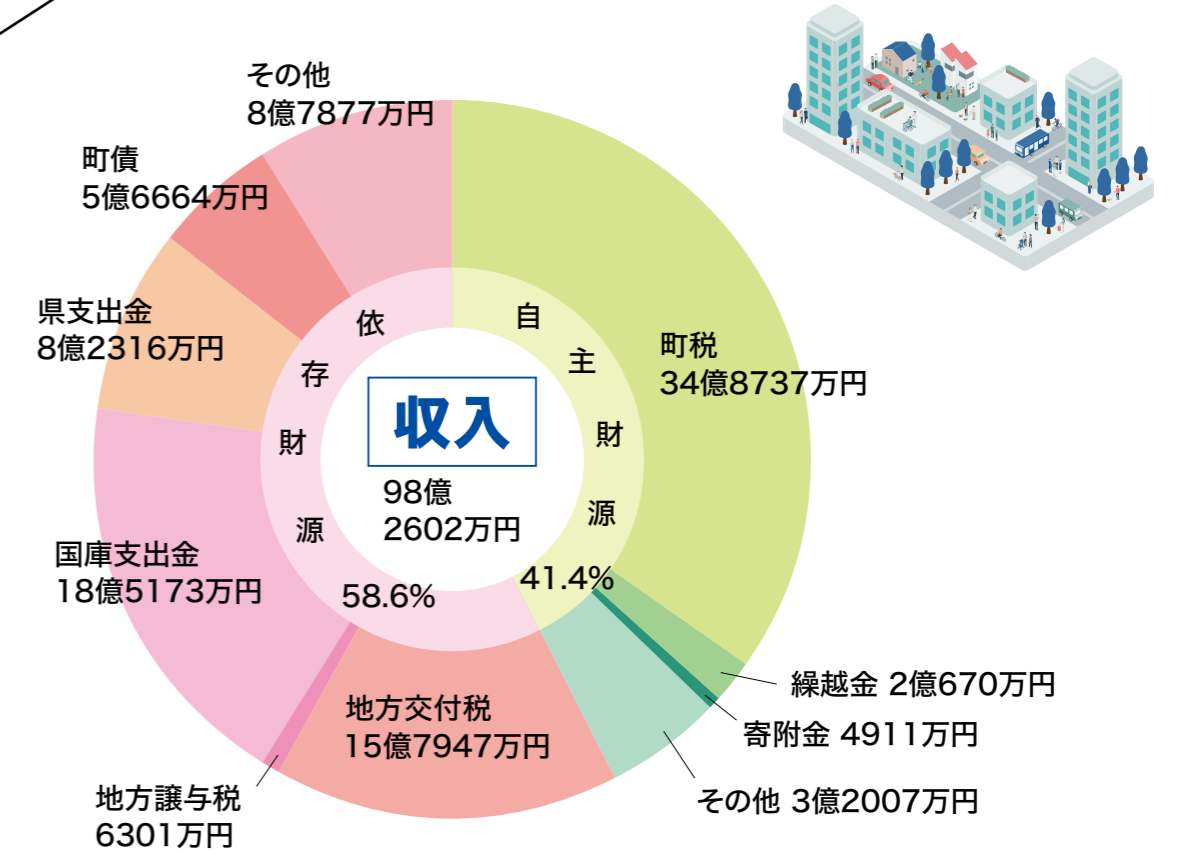 その他
8億7877万円
町債
5億6664万円
県支出金
8億2316万円
国庫支出金
18億5173万円
地方譲与税
6301万円
地方交付税
15億7947万円
町税
34億8737万円
繰越金 2億670万円
寄附金 4911万円
その他 3億2007万円
依存財源
58.6%
自主財源
41.4%
収入
98億
2602万円